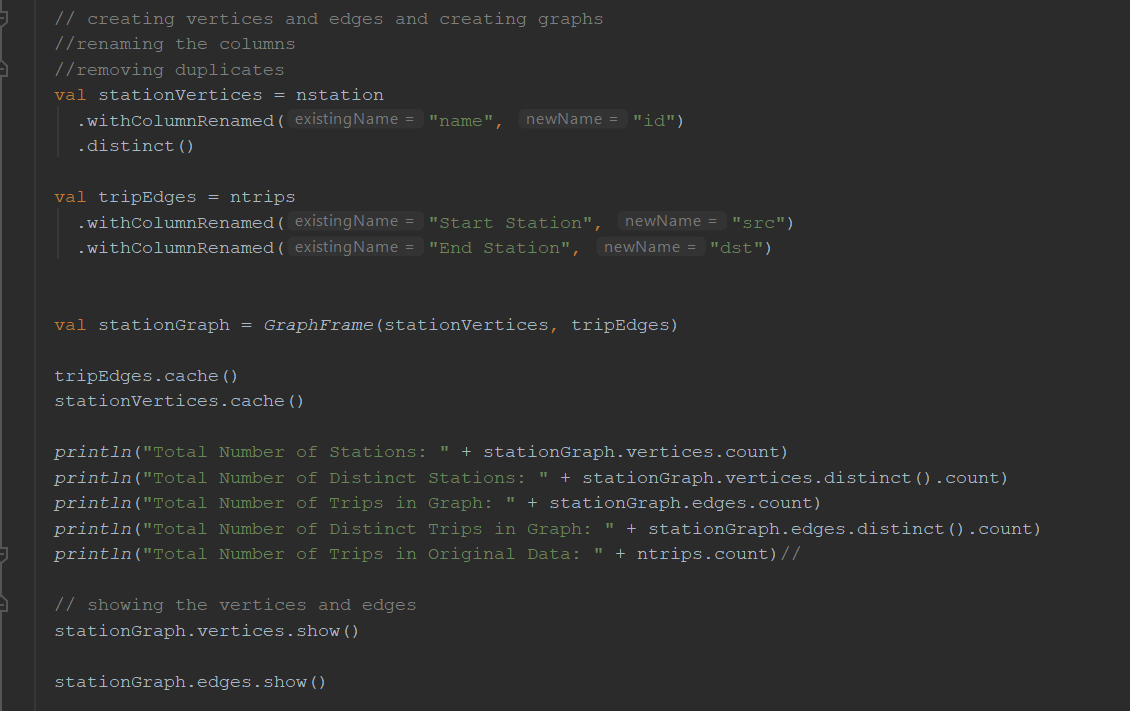 // creating vertices and edges and creating graphs
//renaming the columns
//removing duplicates
val stationVertices = nstation
.withColumnRenamed( existingName = "name", newName = "id")
.distinct()
val tripEdges = ntrips
.withColumnRenamed( existingName = "Start Station", newName = "src")
.withColumnRenamed( existingName = "End Station", newName = "dst")
val stationGraph = GraphFrame(stationVertices, tripEdges)
tripEdges.cache()
stationVertices.cache()
println("Total Number of Stations: " + stationGraph.vertices.count)
println("Total Number of Distinct Stations: " + stationGraph.vertices.distinct().count)
println("Total Number of Trips in Graph: " + stationGraph.edges.count)
println("Total Number of Distinct Trips in Graph: " + stationGraph.edges.distinct().count)
println("Total Number of Trips in Original Data: " + ntrips.count)//
// showing the vertices and edges
stationGraph.vertices.show()
stationGraph.edges.show()